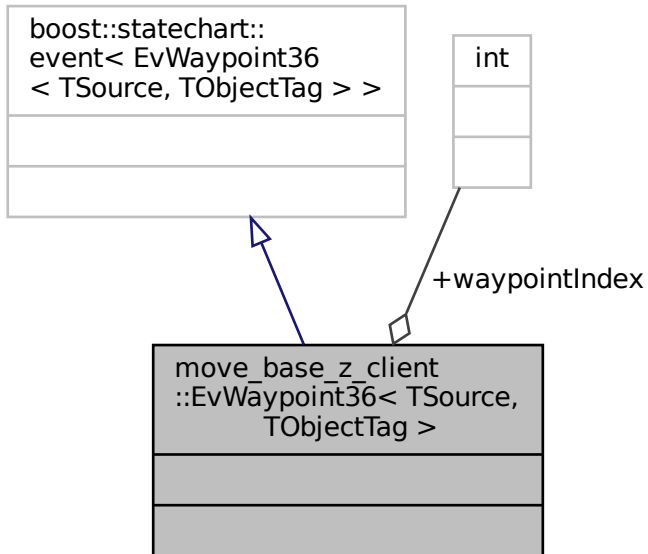 boost::statechart::
event< EvWaypoint36
< TSource, TObjectTag > >
int
+waypointIndex
move_base_z_client
::EvWaypoint36< TSource,
TObjectTag >